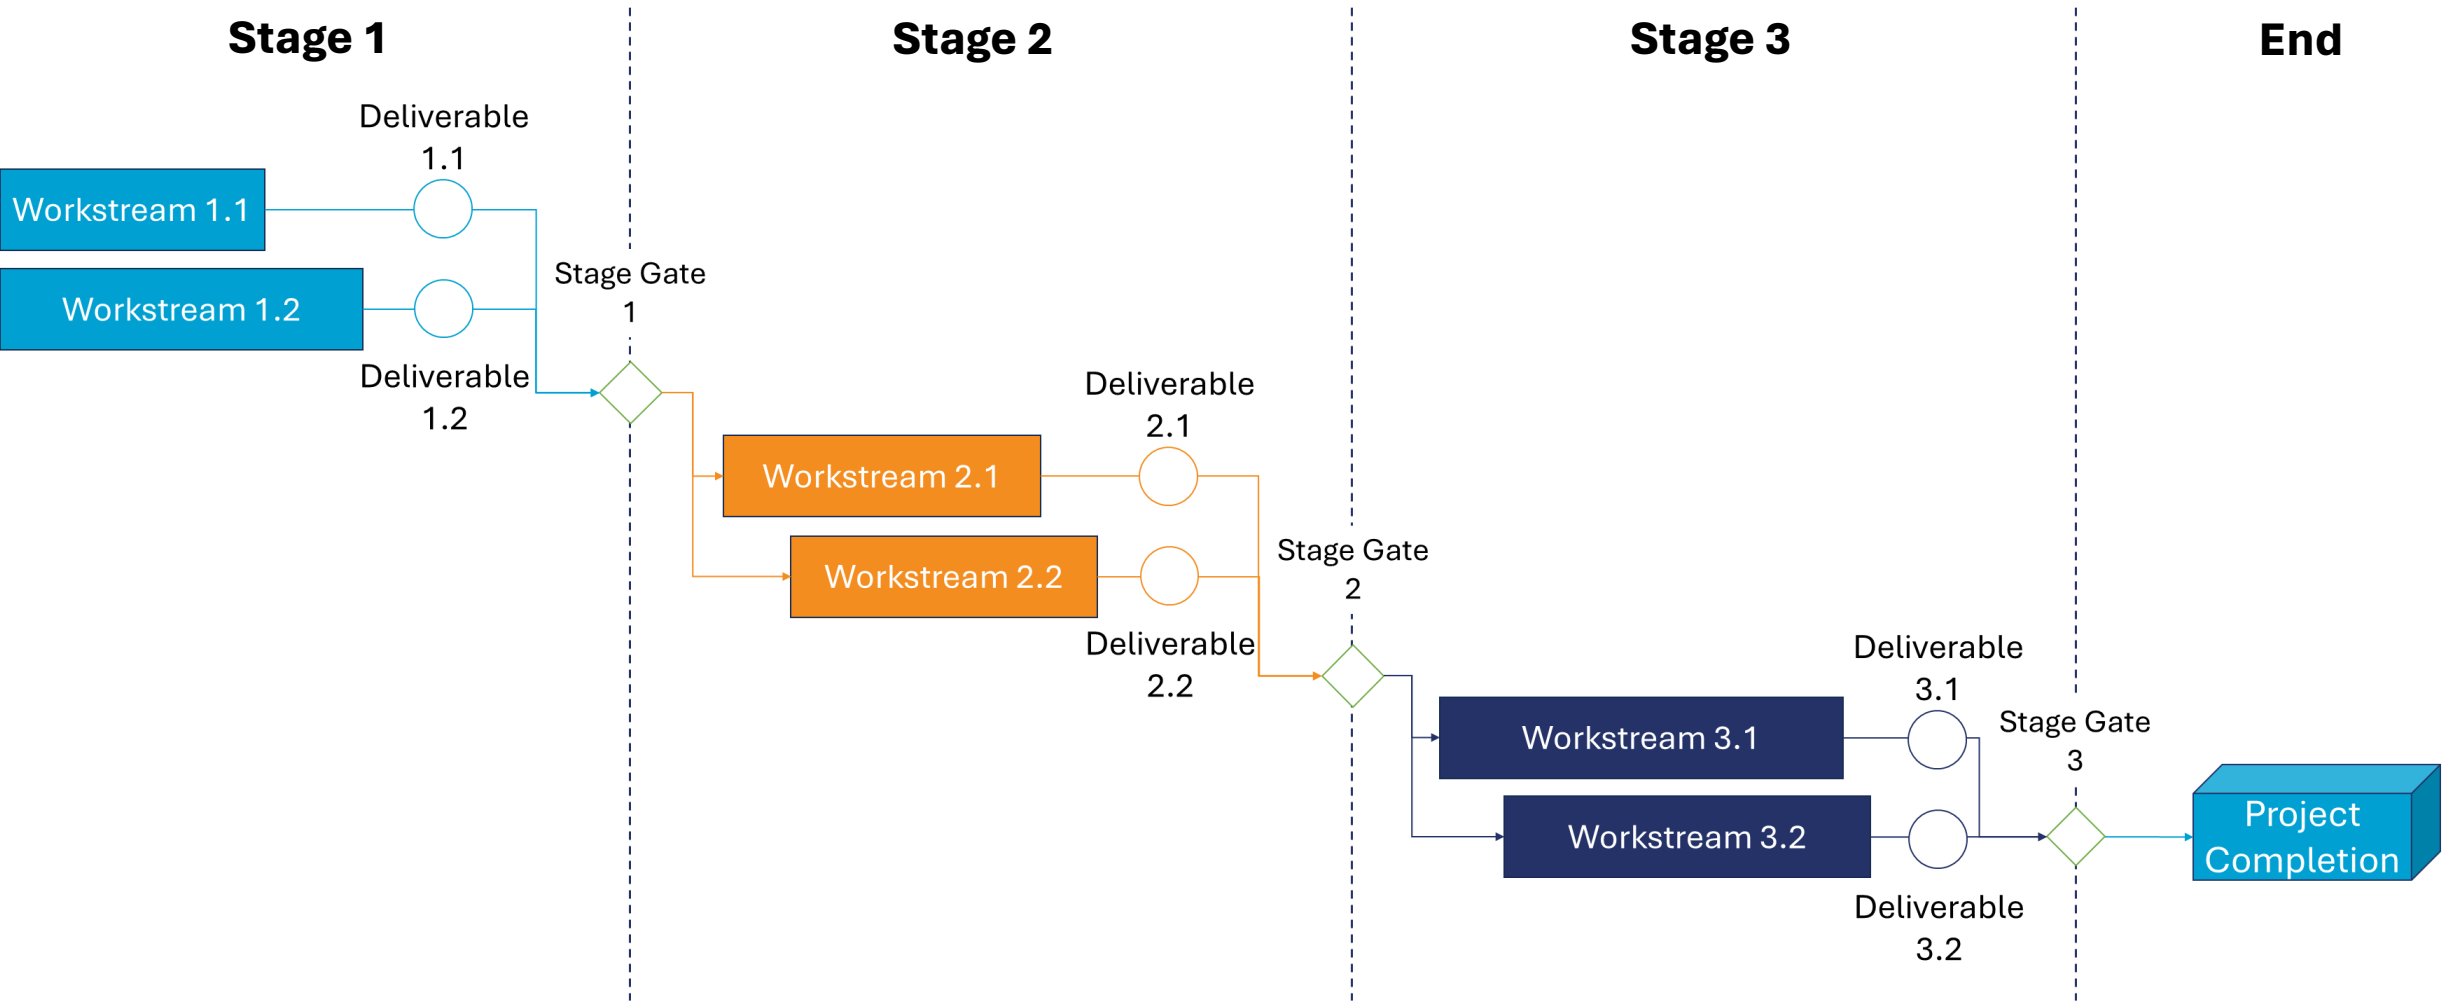 Stage 1
Stage 2
Stage 3
End
Deliverable
1.1
Workstream 1.1
Workstream 1.2
Deliverable
1.2
Stage Gate
1
Deliverable
2.1
Workstream 2.1
Workstream 2.2
Deliverable
2.2
Stage Gate
2
Deliverable
3.1
Workstream 3.1
Workstream 3.2
Deliverable
3.2
Stage Gate
3
Project
Completion